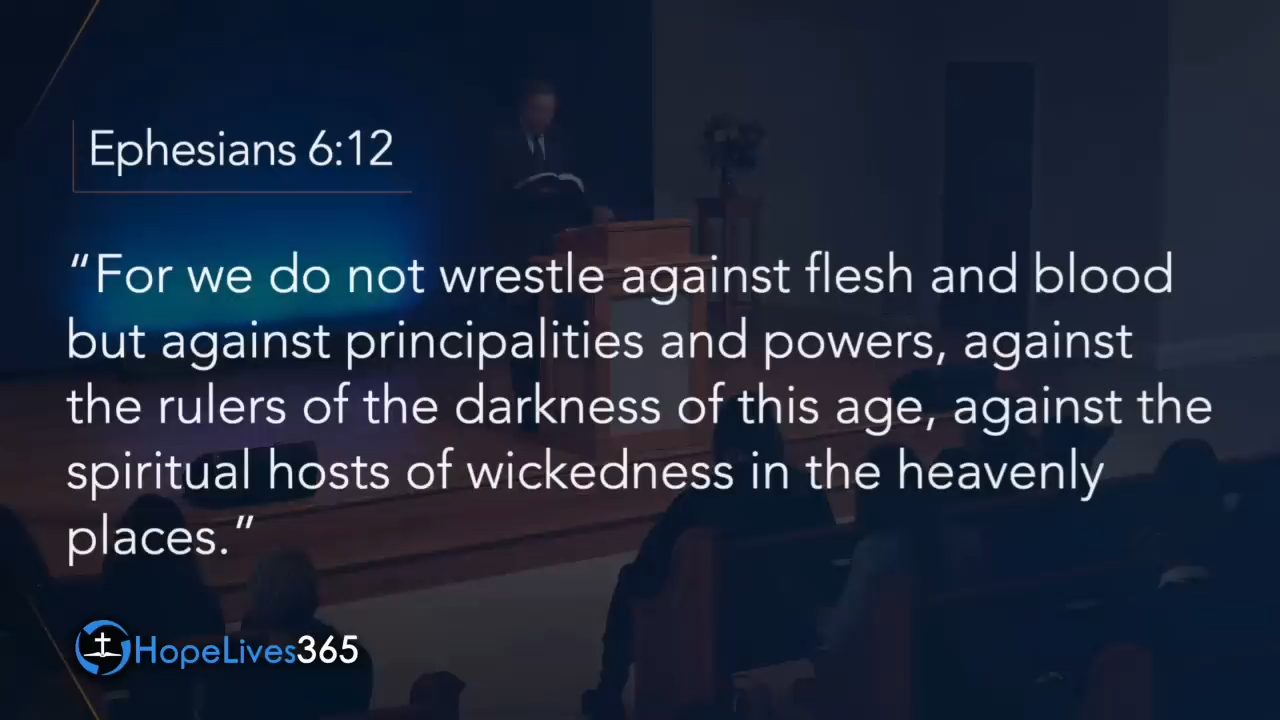 Ephesians 6:12
“For we do not wrestle against flesh and blood
but against principalities and powers, against
the rulers of the darkness of this age, against the
spiritual hosts of wickedness in the heavenly
places.”
HopeLives365